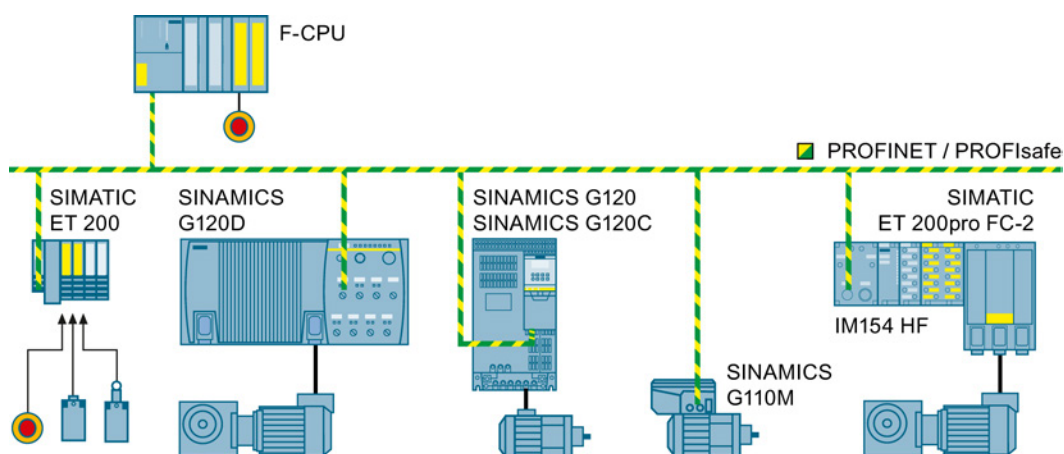 F-CPU
PROFINET / PROFIsafe
SIMATIC
ET 200
SINAMICS
G120D
SINAMICS G120
SINAMICS G120C
SIMATIC
ET 200pro FC-2
IM154 HF
SINAMICS
G110M